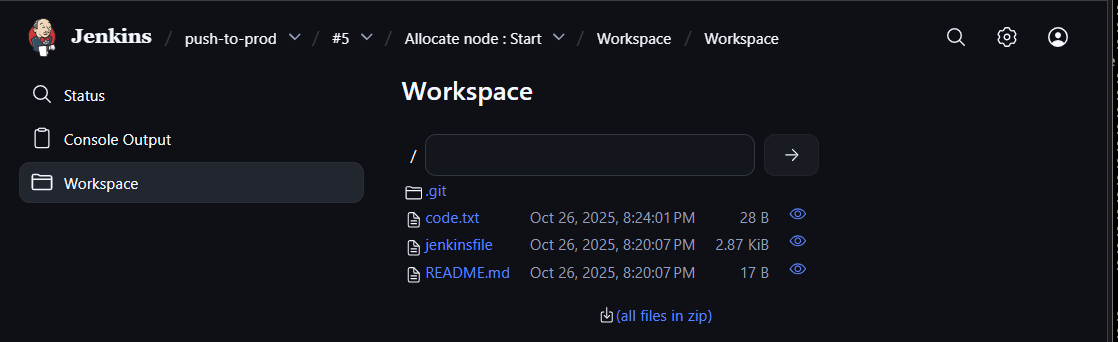 Jenkins / push-to-prod / #5 / Allocate node : Start / Workspace / Workspace
Status
Console Output
Workspace
Workspace
/
.git
code.txt Oct 26, 2025, 8:24:01 PM 28 B
jenkinsfile Oct 26, 2025, 8:20:07 PM 2.87 KiB
README.md Oct 26, 2025, 8:20:07 PM 17 B
(all files in zip)